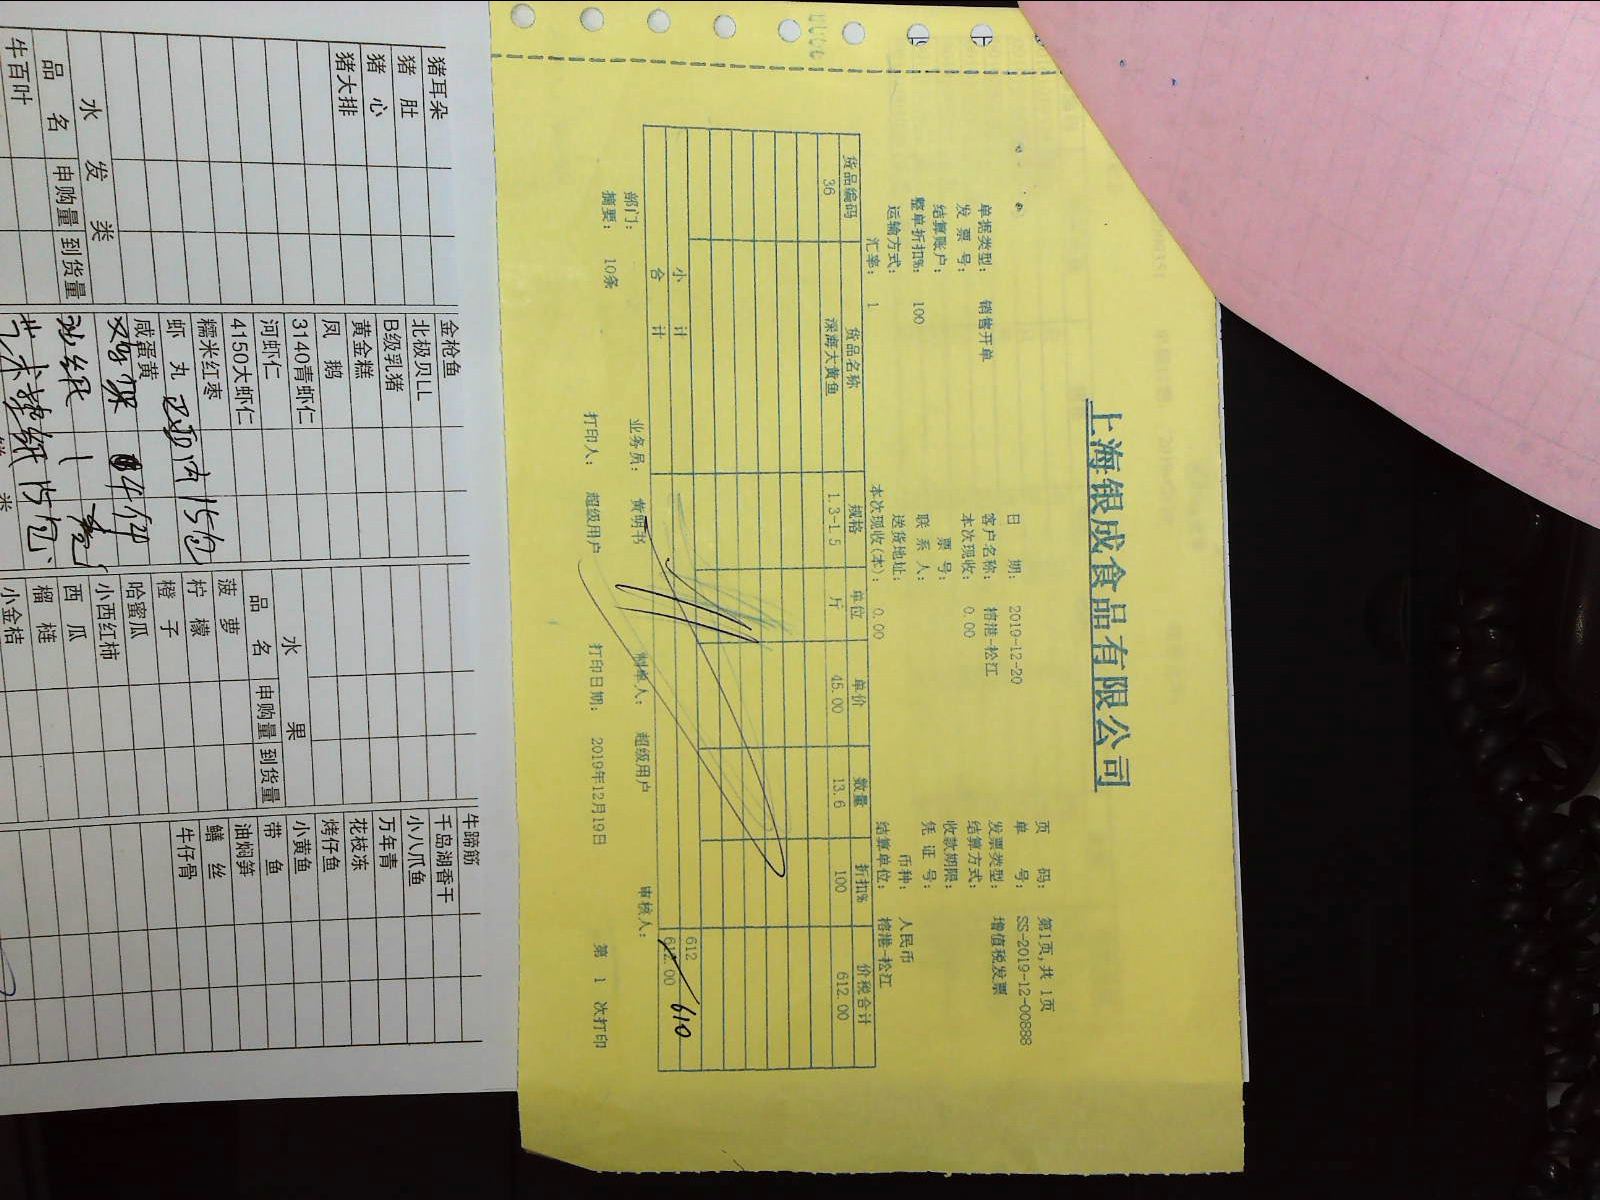 上海银成食品有限公司
页 码： 第1页,共 1页
日 期： 2019-12-20 单 号： SS-2019-12-00888
单据类型： 销售开单 客户名称： 榕港-松江 发票类型： 增值税发票
发 票 号： 本次现收： 0.00 结算方式：
结算账户： 票 号： 收款期限：
整单折扣%： 100 联 系 人： 凭 证 号：
运输方式： 送货地址： 币种： 人民币
汇率： 1 本次现收(本)： 0.00 结算单位： 榕港-松江
货品编码 货品名称 规格 单位 单价 数量 折扣% 价税合计
36 深海大黄鱼 1.3-1.5 斤 45.00 13.6 100 612.00
小 计 612
合 计 612.00 610
部门： 业务员： 黄明书 制单人： 超级用户 审核人：
摘要： 10条 打印人： 超级用户 打印日期： 2019年12月19日 第 1 次打印
猪耳朵 金枪鱼 牛蹄筋
猪 肚 北极贝LL 千岛湖香干
猪 心 B级乳猪 小八爪鱼
猪大排 黄金糕 万年青
凤 鹅 花枝冻
3140青虾仁 烤仔鱼
河虾仁 水 果 小黄鱼
4150大虾仁 品 名 申购量 到货量 带 鱼
糯米红枣 菠 萝 油焖笋
虾 丸 柠 檬 鳝 丝
咸蛋黄 橙 子 牛仔骨
水 发 类 哈蜜瓜
品 名 申购量 到货量 小西红柿
牛百叶 西 瓜
榴 梿
小金桔